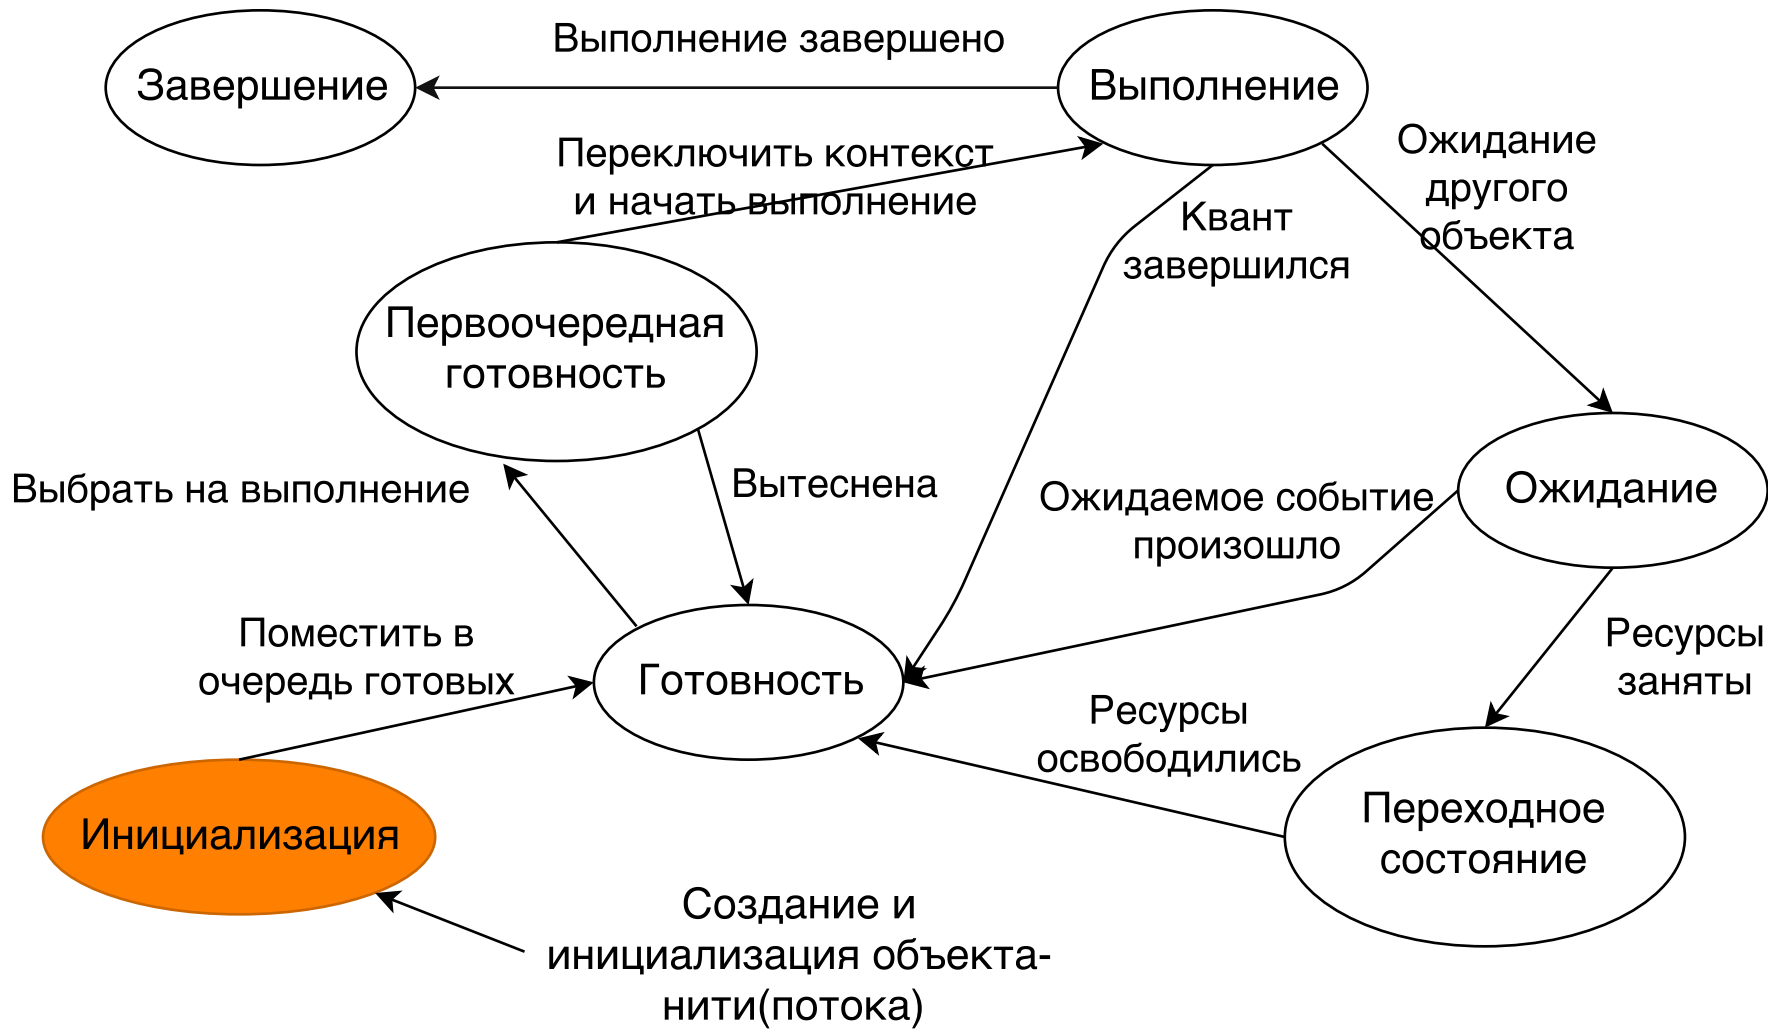 Выполнение завершено
Завершение
Выполнение
Переключить контекст
и начать выполнение
Ожидание
другого
объекта
Квант
завершился
Первоочередная
готовность
Выбрать на выполнение
Вытеснена
Ожидаемое событие
произошло
Ожидание
Поместить в
очередь готовых
Готовность
Ресурсы
заняты
Ресурсы
освободились
Инициализация
Переходное
состояние
Создание и
инициализация объекта-
нити(потока)